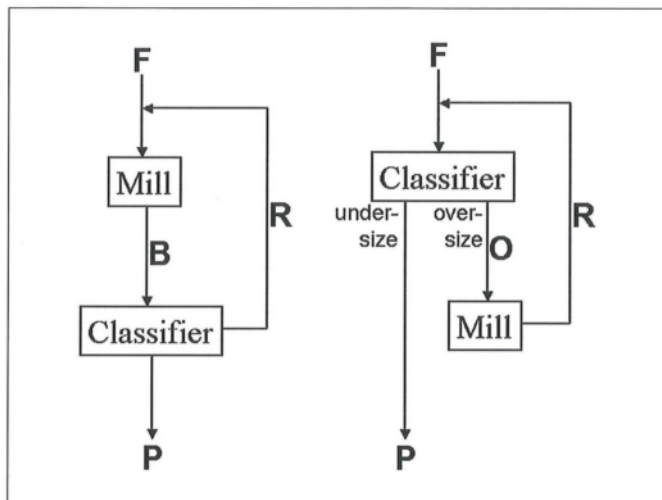 F
Mill
B
R
Classifier
P
F
Classifier
under-
size
over-
size
O
R
Mill
P